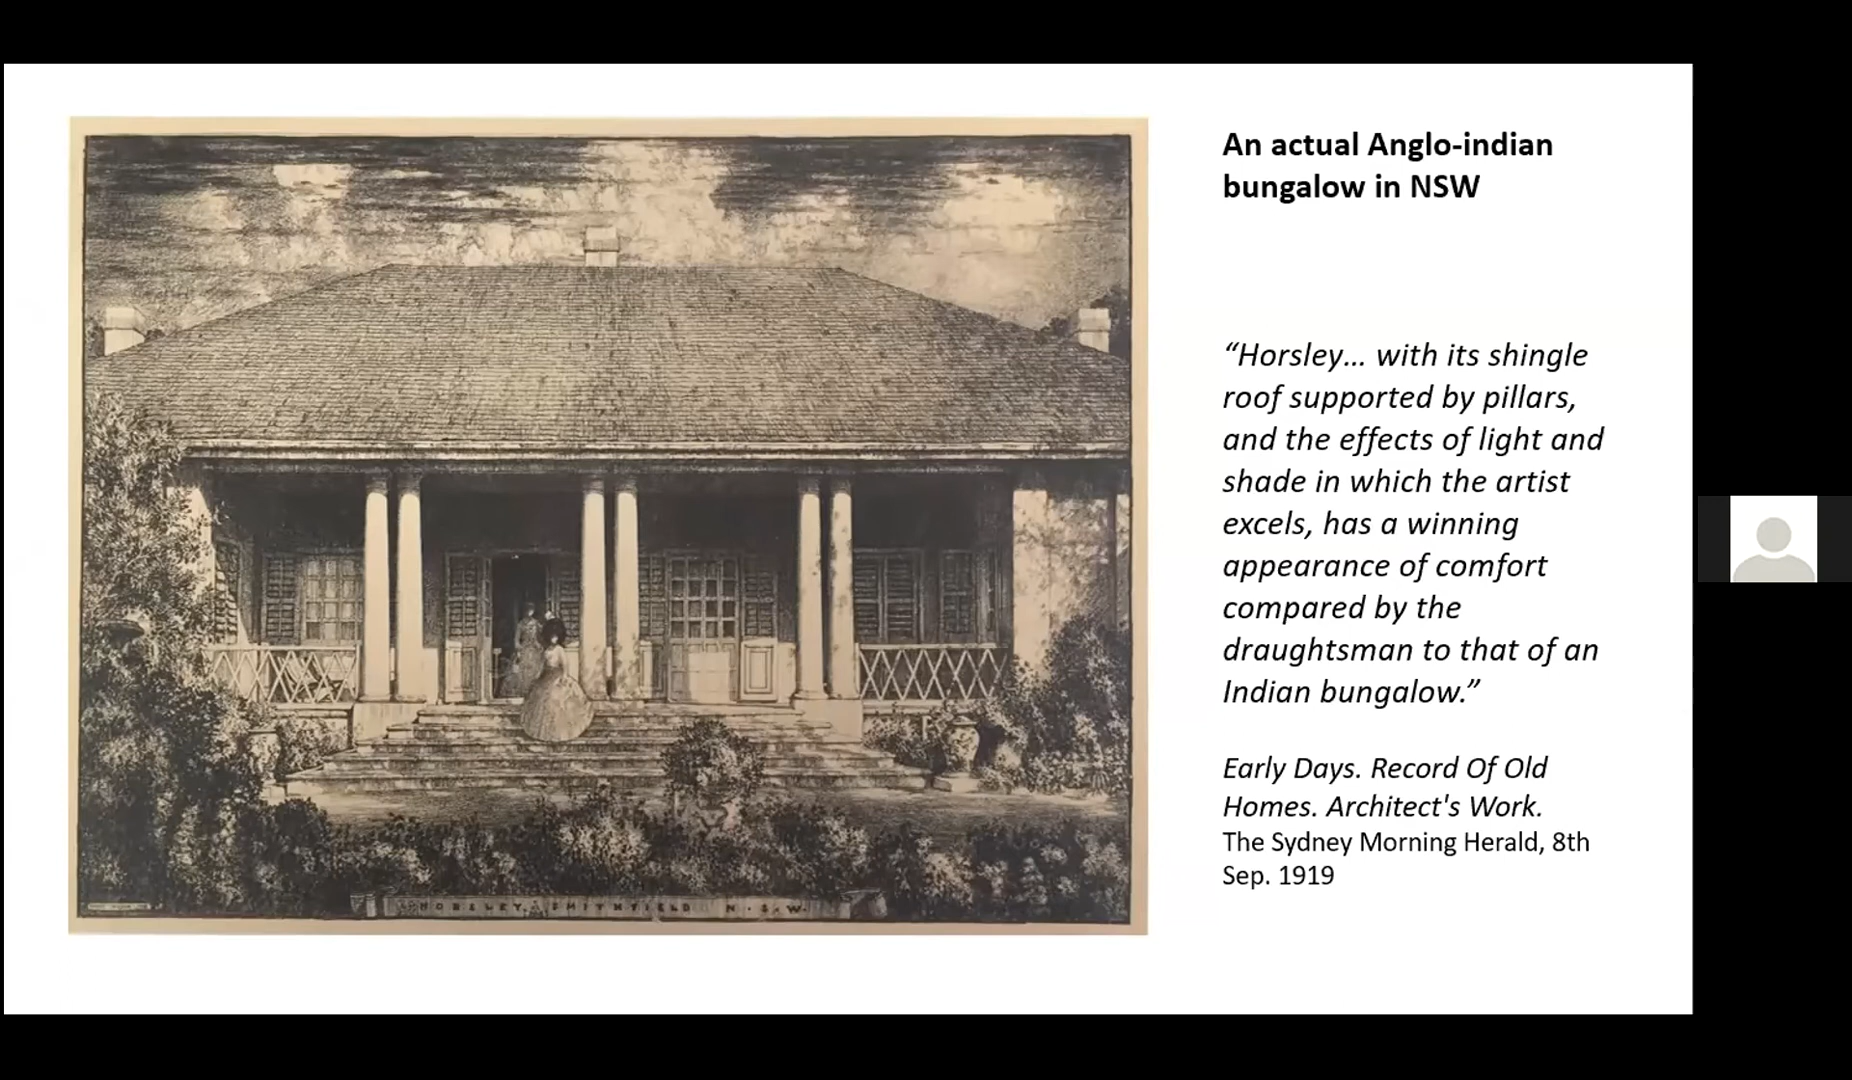 An actual Anglo-indian
bungalow in NSW
“Horsley... with its shingle
roof supported by pillars,
and the effects of light and
shade in which the artist
excels, has a winning
appearance of comfort
compared by the
draughtsman to that of an
Indian bungalow.”
Early Days. Record Of Old
Homes. Architect's Work.
The Sydney Morning Herald, 8th
Sep. 1919
HORSLEY. SMITHFIELD N.S.W.